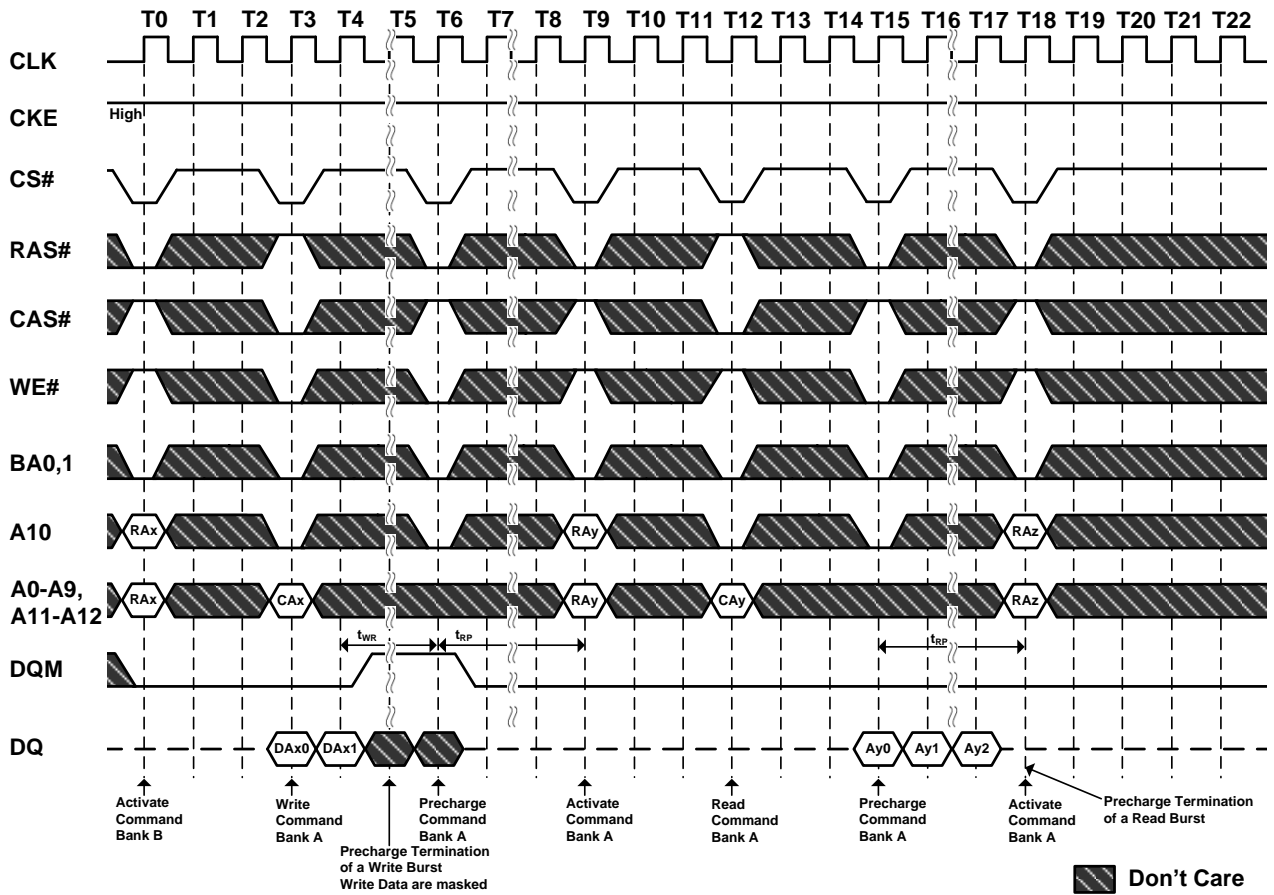 T0 T1 T2 T3 T4 T5 T6 T7 T8 T9 T10 T11 T12 T13 T14 T15 T16 T17 T18 T19 T20 T21 T22
CLK
CKE
High
CS#
RAS#
CAS#
WE#
BA0,1
A10
RAx
RAy
RAz
A0-A9,
A11-A12
RAx
CAx
RAy
CAy
RAz
tWR
tRP
tRP
DQM
DQ
DAx0
DAx1
Ay0
Ay1
Ay2
Activate
Command
Bank B
Write
Command
Bank A
Precharge Termination
of a Write Burst
Write Data are masked
Precharge
Command
Bank A
Activate
Command
Bank A
Read
Command
Bank A
Precharge
Command
Bank A
Activate
Command
Bank A
Precharge Termination
of a Read Burst
Don't Care